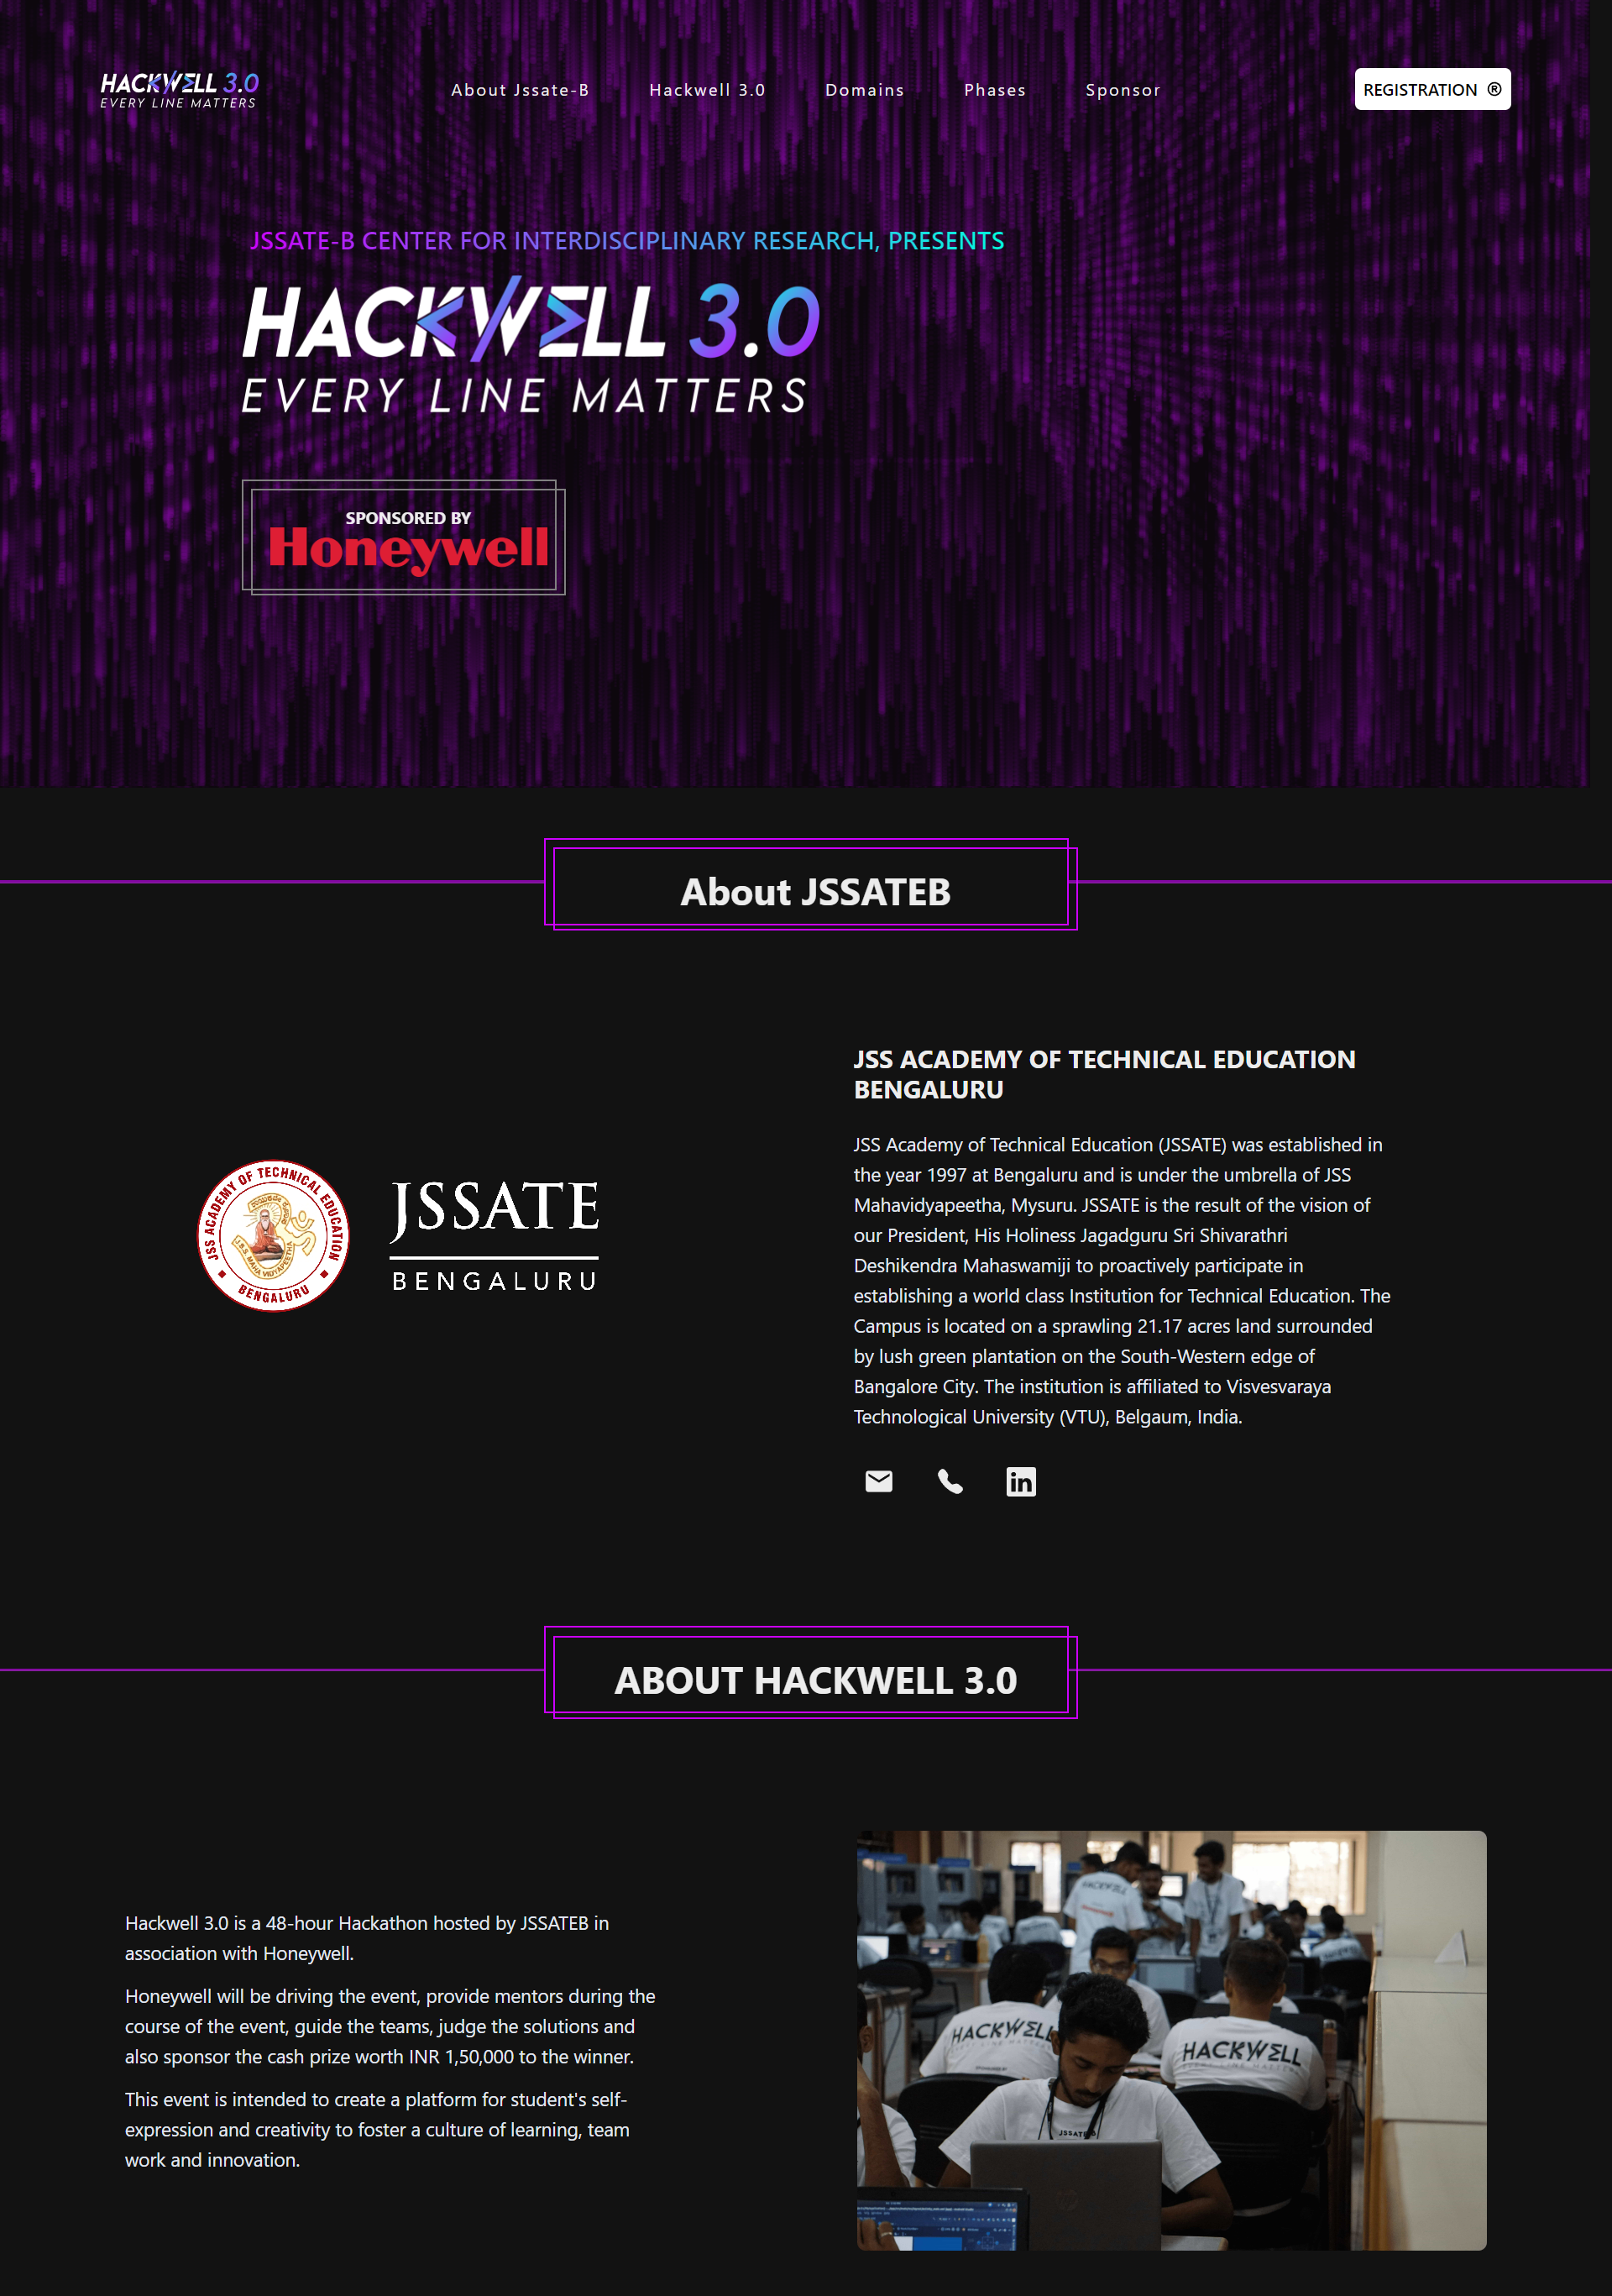 HACKWELL 3.0
EVERY LINE MATTERS
About Jssate-B
Hackwell 3.0
Domains
Phases
Sponsor
REGISTRATION ®
JSSATE-B CENTER FOR INTERDISCIPLINARY RESEARCH, PRESENTS
HACKWELL 3.0
EVERY LINE MATTERS
SPONSORED BY
Honeywell
About JSSATEB
JSS ACADEMY OF TECHNICAL EDUCATION
BENGALURU
JSSATE
BENGALURU
JSS ACADEMY OF TECHNICAL EDUCATION
BENGALURU
JSS Academy of Technical Education (JSSATE) was established in
the year 1997 at Bengaluru and is under the umbrella of JSS
Mahavidyapeetha, Mysuru. JSSATE is the result of the vision of
our President, His Holiness Jagadguru Sri Shivarathri
Deshikendra Mahaswamiji to proactively participate in
establishing a world class Institution for Technical Education. The
Campus is located on a sprawling 21.17 acres land surrounded
by lush green plantation on the South-Western edge of
Bangalore City. The institution is affiliated to Visvesvaraya
Technological University (VTU), Belgaum, India.
in
ABOUT HACKWELL 3.0
Hackwell 3.0 is a 48-hour Hackathon hosted by JSSATEB in
association with Honeywell.
Honeywell will be driving the event, provide mentors during the
course of the event, guide the teams, judge the solutions and
also sponsor the cash prize worth INR 1,50,000 to the winner.
This event is intended to create a platform for student's self-
expression and creativity to foster a culture of learning, team
work and innovation.
HACKWELL
HACKWELL
HACKWELL
JSSATEB